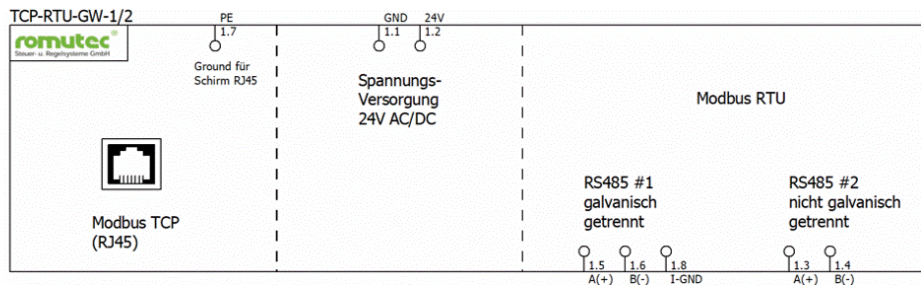 TCP-RTU-GW-1/2
romutec®
Steuer- u. Regelsysteme GmbH
PE
1.7
Ground für
Schirm RJ45
GND 24V
1.1 1.2
Spannungs-
Versorgung
24V AC/DC
Modbus RTU
Modbus TCP
(RJ45)
RS485 #1
galvanisch
getrennt
1.5 1.6 1.8
A(+) B(-) I-GND
RS485 #2
nicht galvanisch
getrennt
1.3 1.4
A(+) B(-)